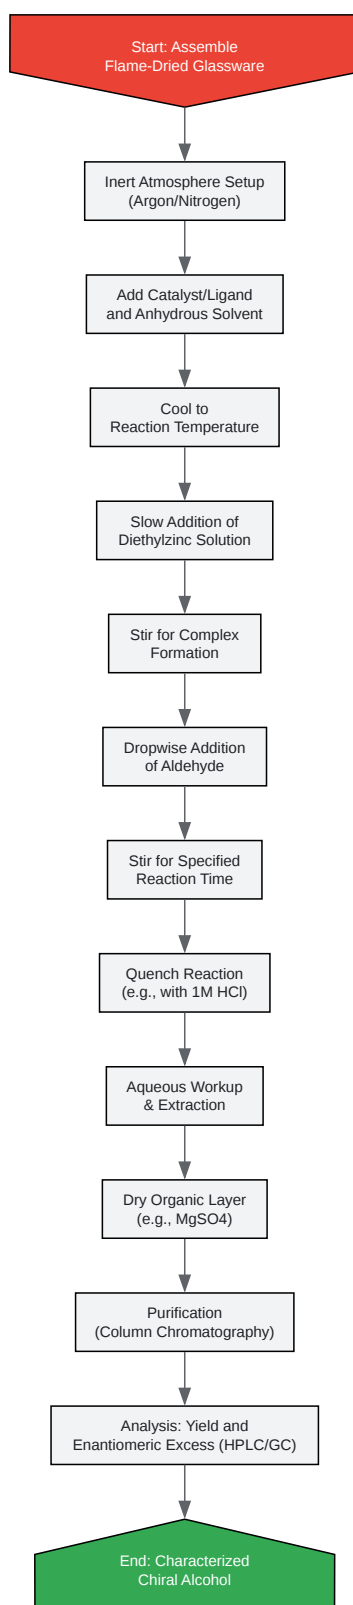 Start: Assemble
Flame-Dried Glassware
Inert Atmosphere Setup
(Argon/Nitrogen)
Add Catalyst/Ligand
and Anhydrous Solvent
Cool to
Reaction Temperature
Slow Addition of
Diethylzinc Solution
Stir for Complex
Formation
Dropwise Addition
of Aldehyde
Stir for Specified
Reaction Time
Quench Reaction
(e.g., with 1M HCl)
Aqueous Workup
& Extraction
Dry Organic Layer
(e.g., MgSO4)
Purification
(Column Chromatography)
Analysis: Yield and
Enantiomeric Excess (HPLC/GC)
End: Characterized
Chiral Alcohol